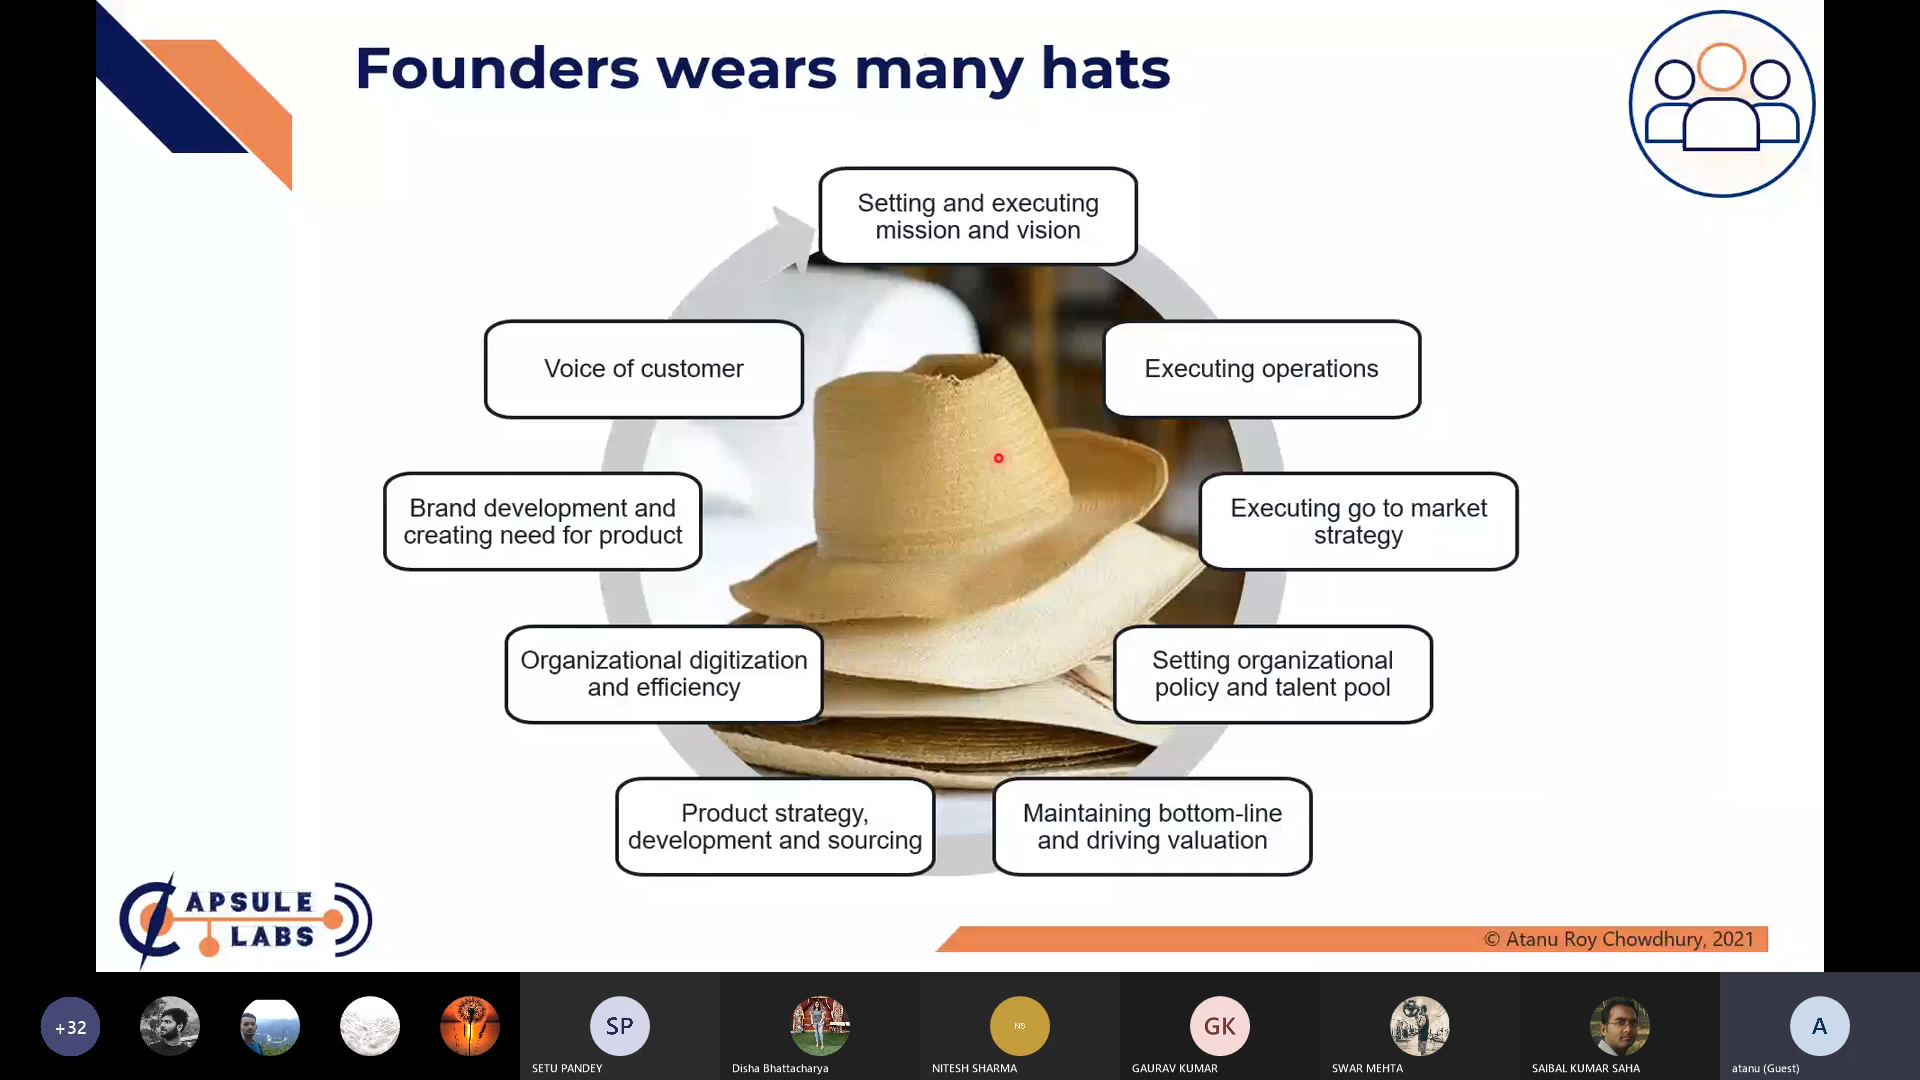 Founders wears many hats
Setting and executing
mission and vision
Voice of customer
Executing operations
Brand development and
creating need for product
Executing go to market
strategy
Organizational digitization
and efficiency
Setting organizational
policy and talent pool
Product strategy,
development and sourcing
Maintaining bottom-line
and driving valuation
CAPSULE
LABS
© Atanu Roy Chowdhury, 2021
+32
SP
NS
GK
A
SETU PANDEY
Disha Bhattacharya
NITESH SHARMA
GAURAV KUMAR
SWAR MEHTA
SAIBAL KUMAR SAHA
atanu (Guest)